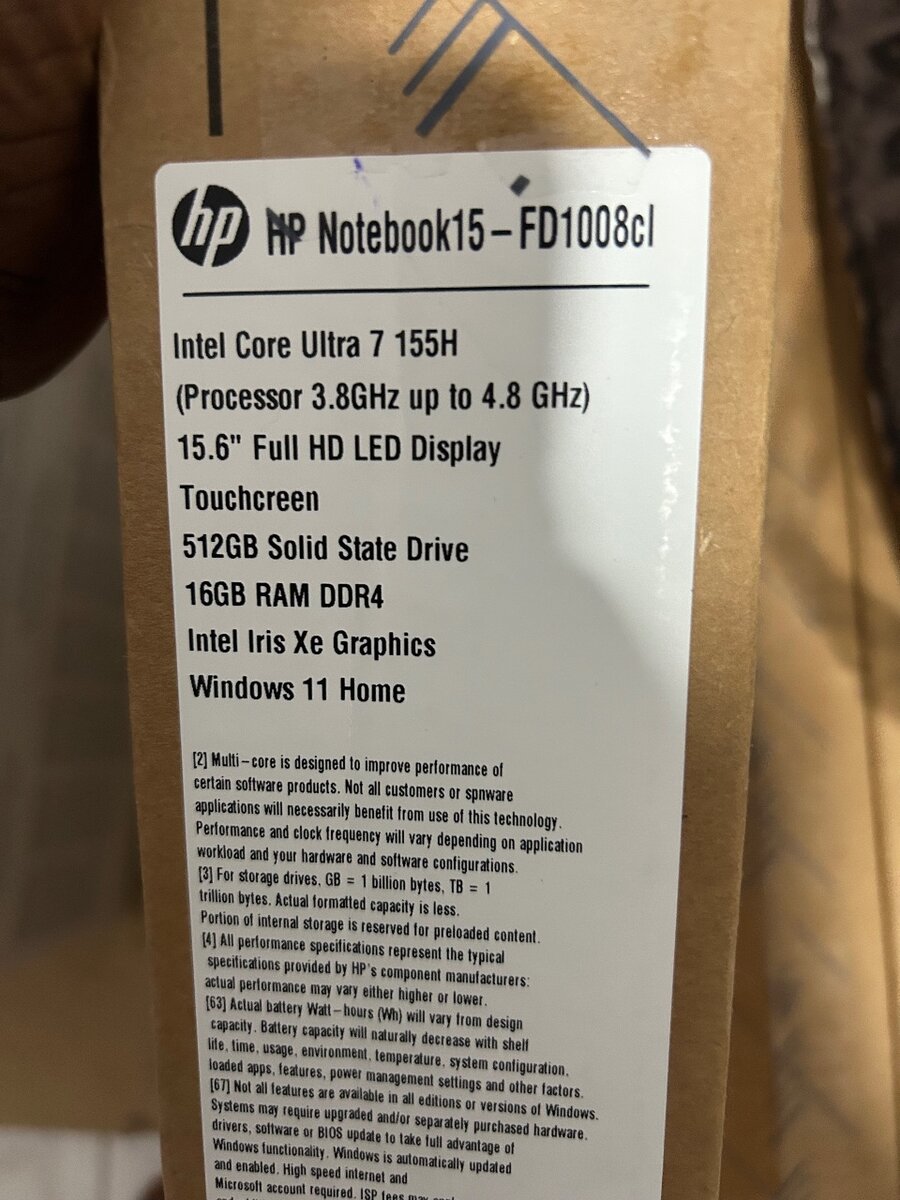 hp HP Notebook15-FD1008cl
Intel Core Ultra 7 155H
(Processor 3.8GHz up to 4.8 GHz)
15.6" Full HD LED Display
Touchcreen
512GB Solid State Drive
16GB RAM DDR4
Intel Iris Xe Graphics
Windows 11 Home
[2] Multi-core is designed to improve performance of
certain software products. Not all customers or spnware
applications will necessarily benefit from use of this technology.
Performance and clock frequency will vary depending on application
workload and your hardware and software configurations.
[3] For storage drives, GB = 1 billion bytes, TB = 1
trillion bytes. Actual formatted capacity is less.
Portion of internal storage is reserved for preloaded content.
[4] All performance specifications represent the typical
specifications provided by HP's component manufacturers:
actual performance may vary either higher or lower.
[63] Actual battery Watt-hours (Wh) will vary from design
capacity. Battery capacity will naturally decrease with shelf
life, time, usage, environment, temperature, system configuration,
loaded apps, features, power management settings and other factors.
[67] Not all features are available in all editions or versions of Windows.
Systems may require upgraded and/or separately purchased hardware.
drivers, software or BIOS update to take full advantage of
Windows functionality. Windows is automatically updated
and enabled. High speed internet and
Microsoft account required. ISP fees may